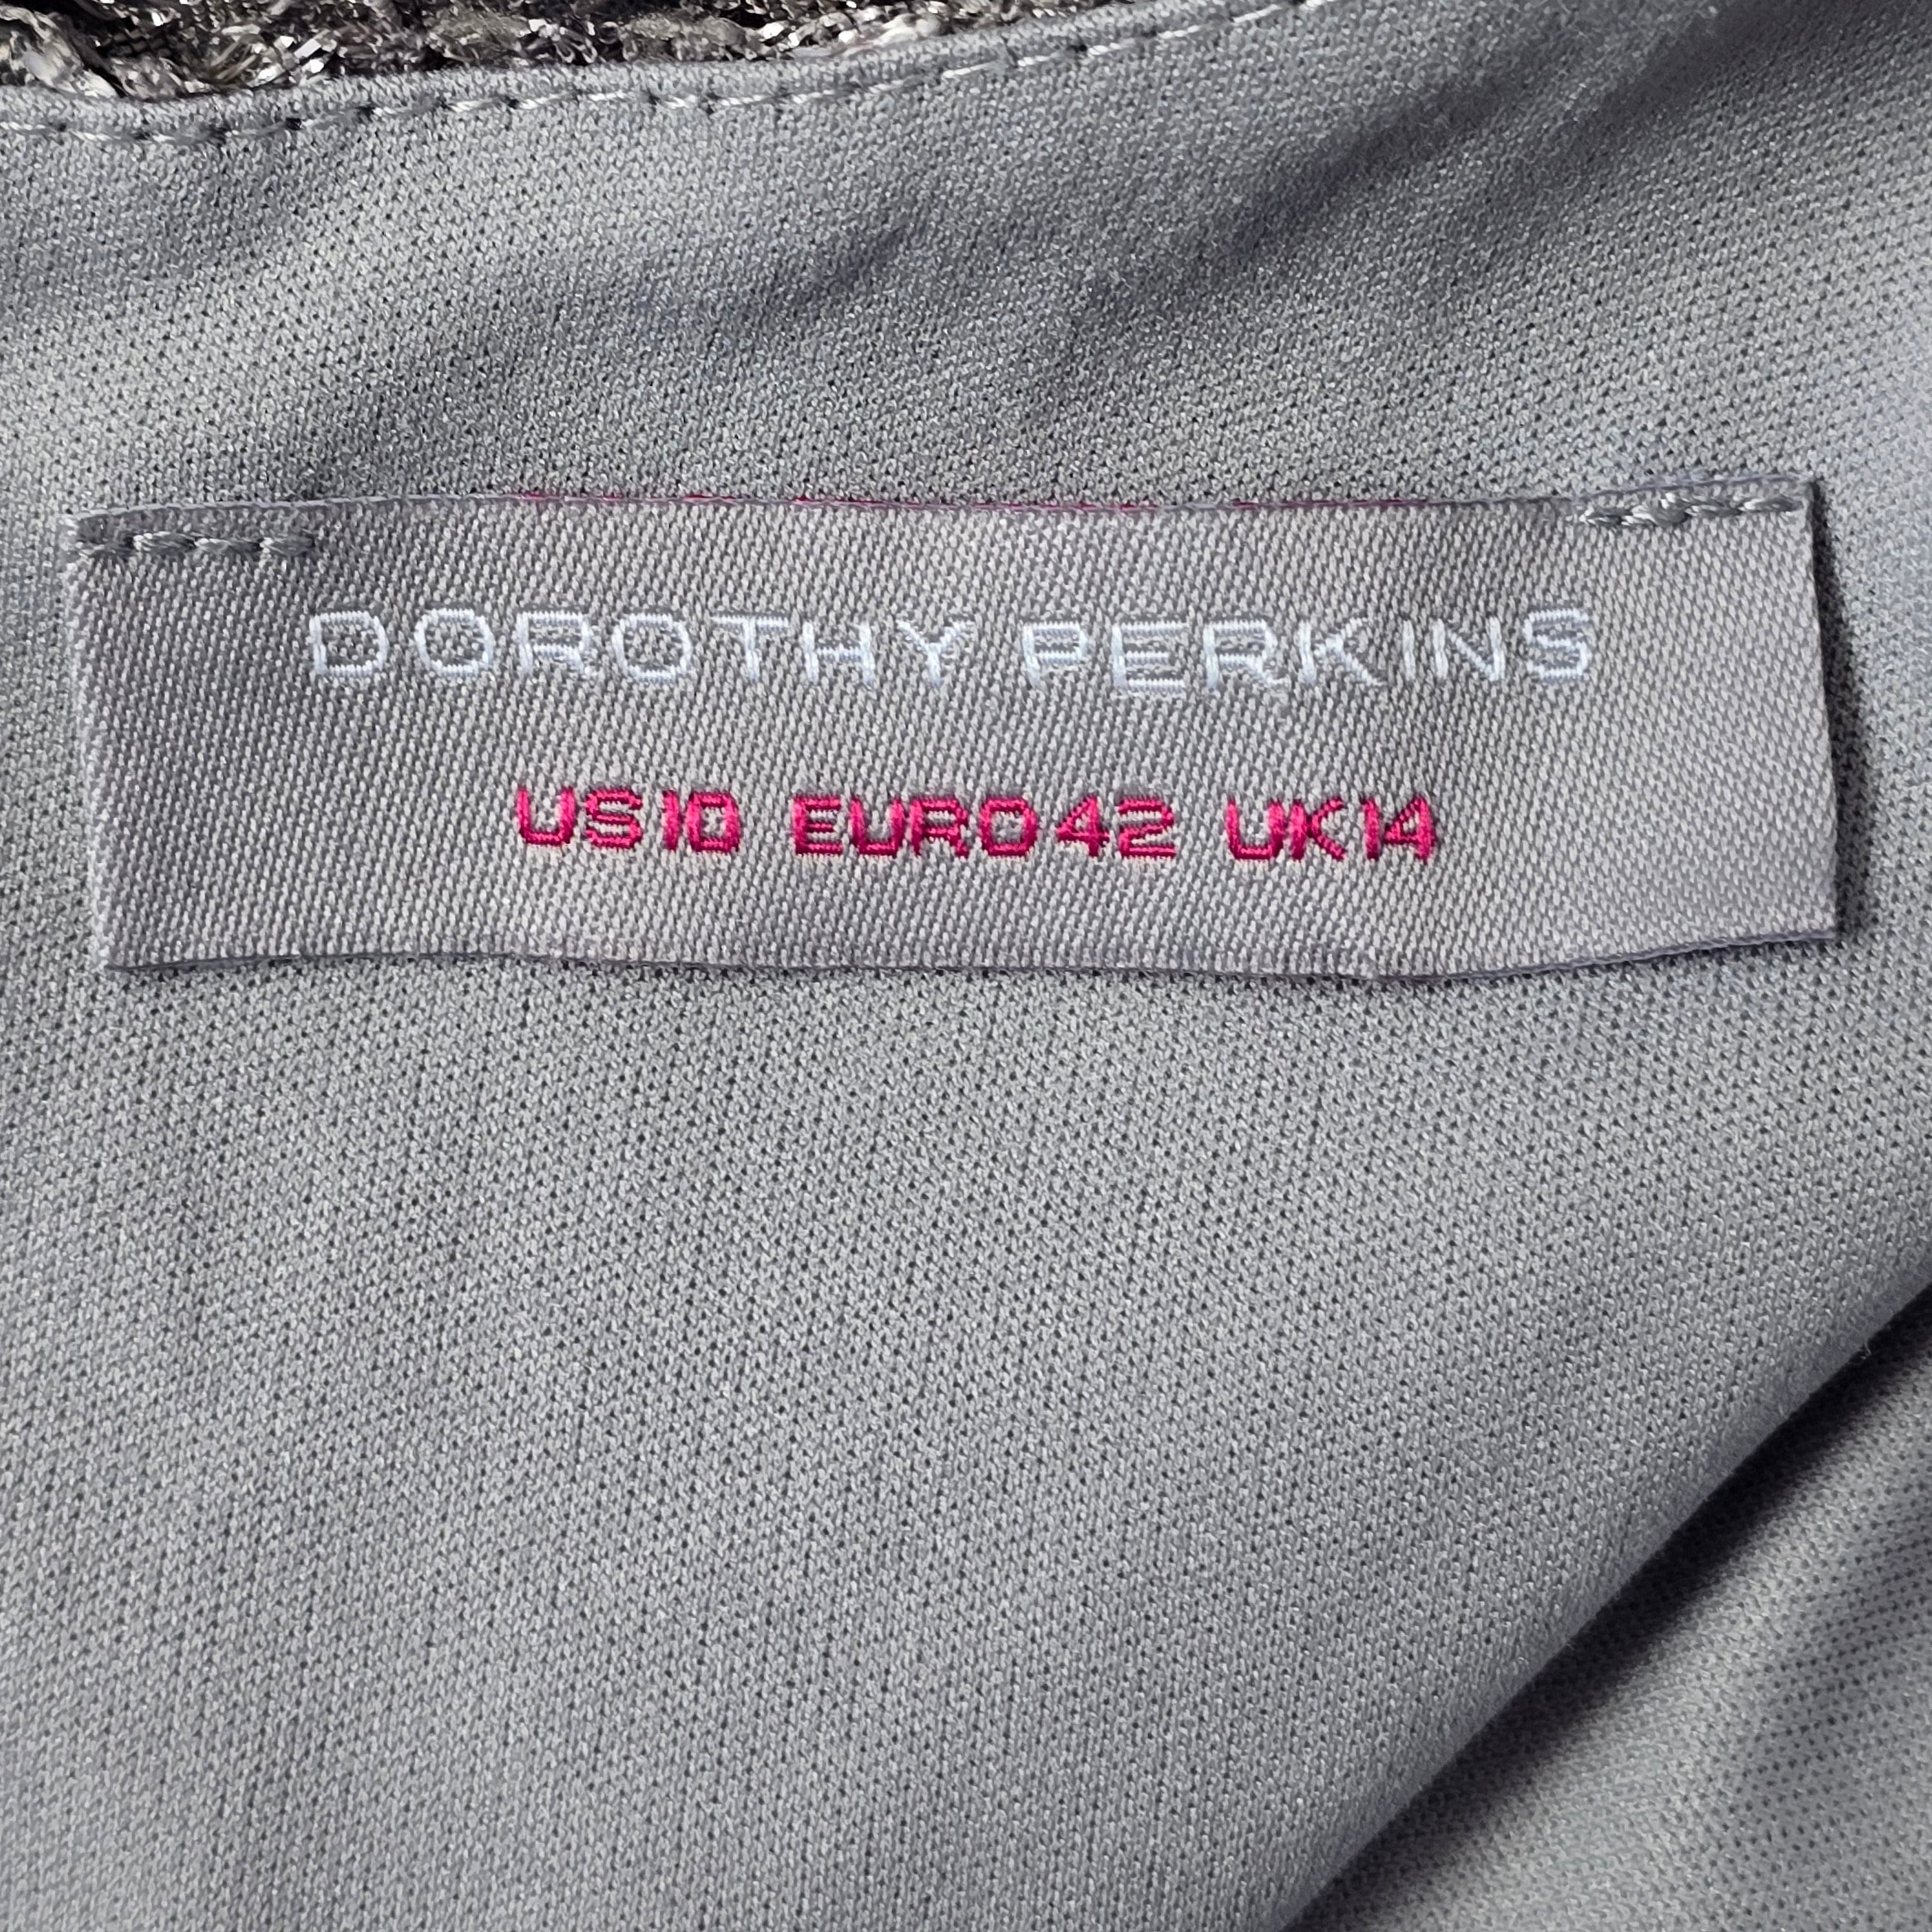 DOROTHY PERKINS
US10 EURO42 UK14